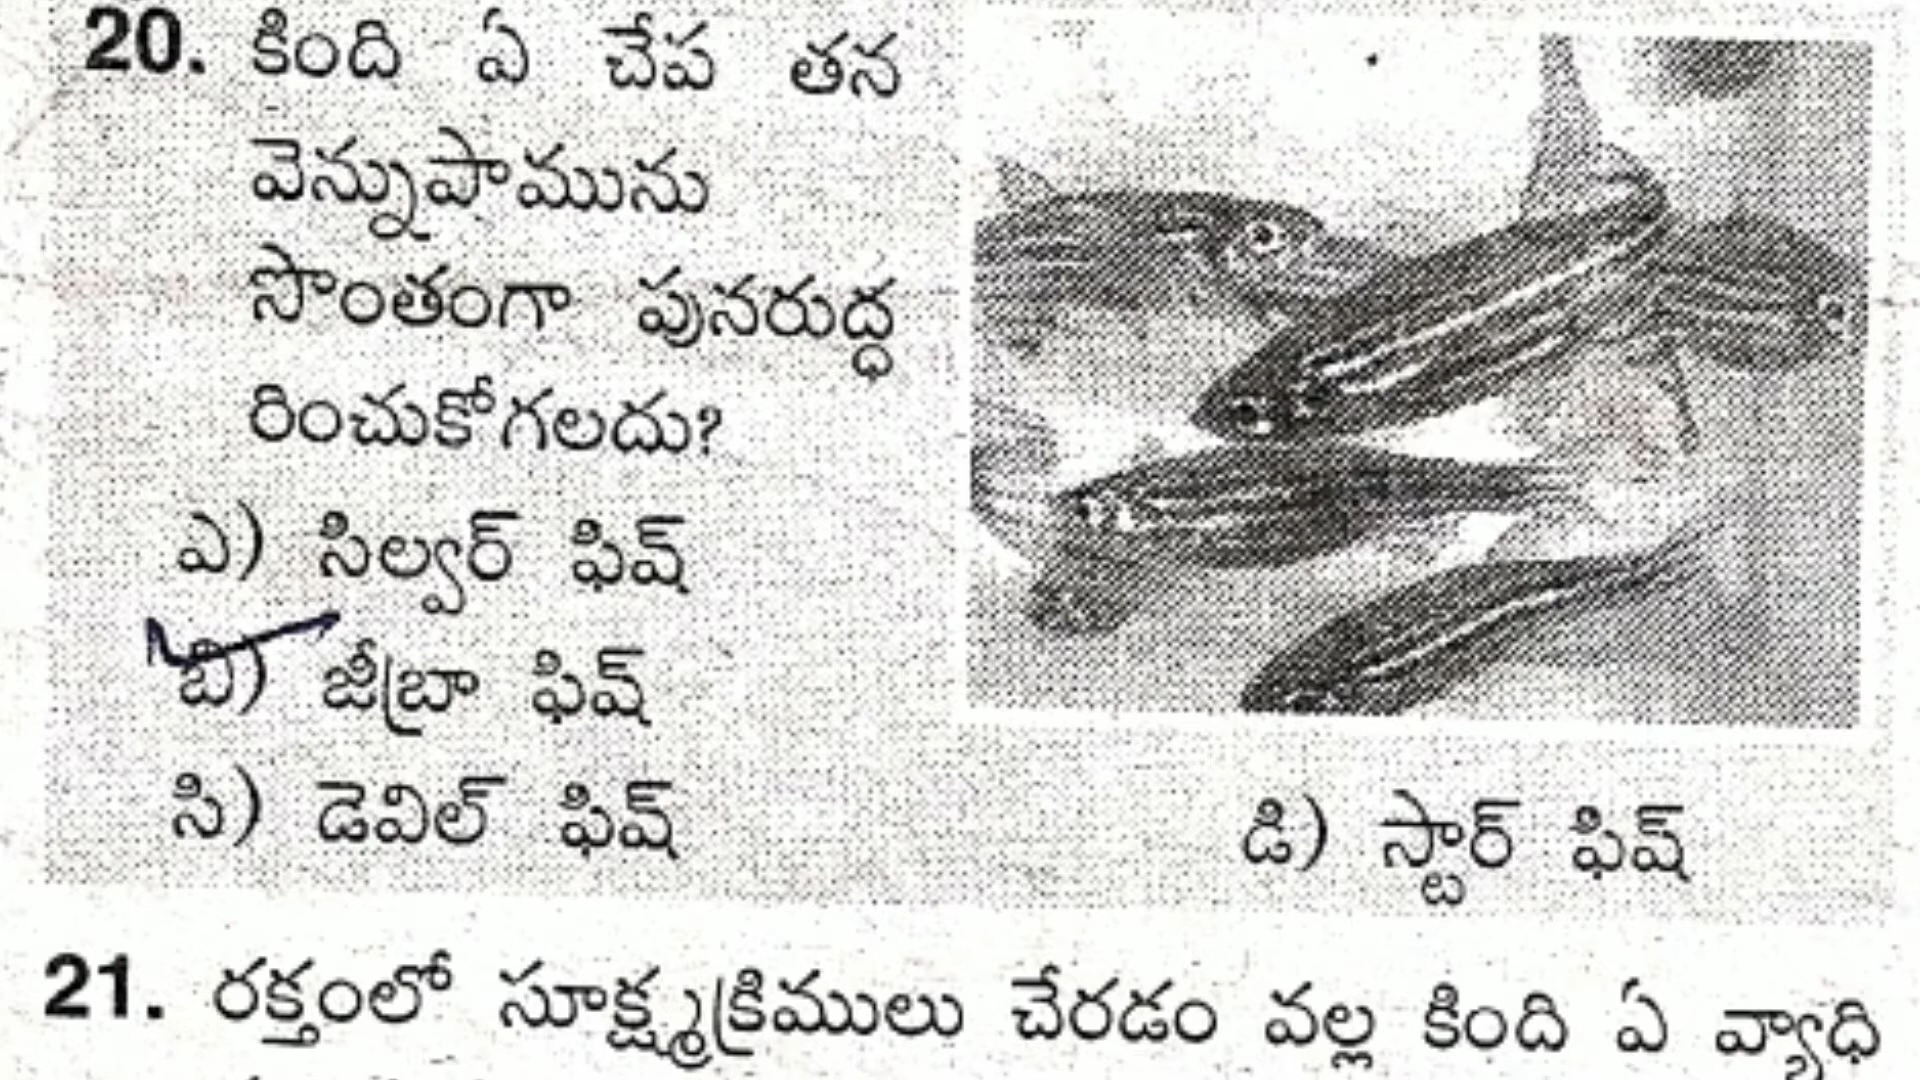 20. కింది ఏ చేప తన
వెన్నుపామును
సొంతంగా పునరుద్ధ
రించుకోగలదు?
ఎ) సిల్వర్ ఫిష్
బి) జీబ్రా ఫిష్
సి) డెవిల్ ఫిష్
డి) స్టార్ ఫిష్
21. రక్తంలో సూక్ష్మక్రిములు చేరడం వల్ల కింది ఏ వ్యాధి